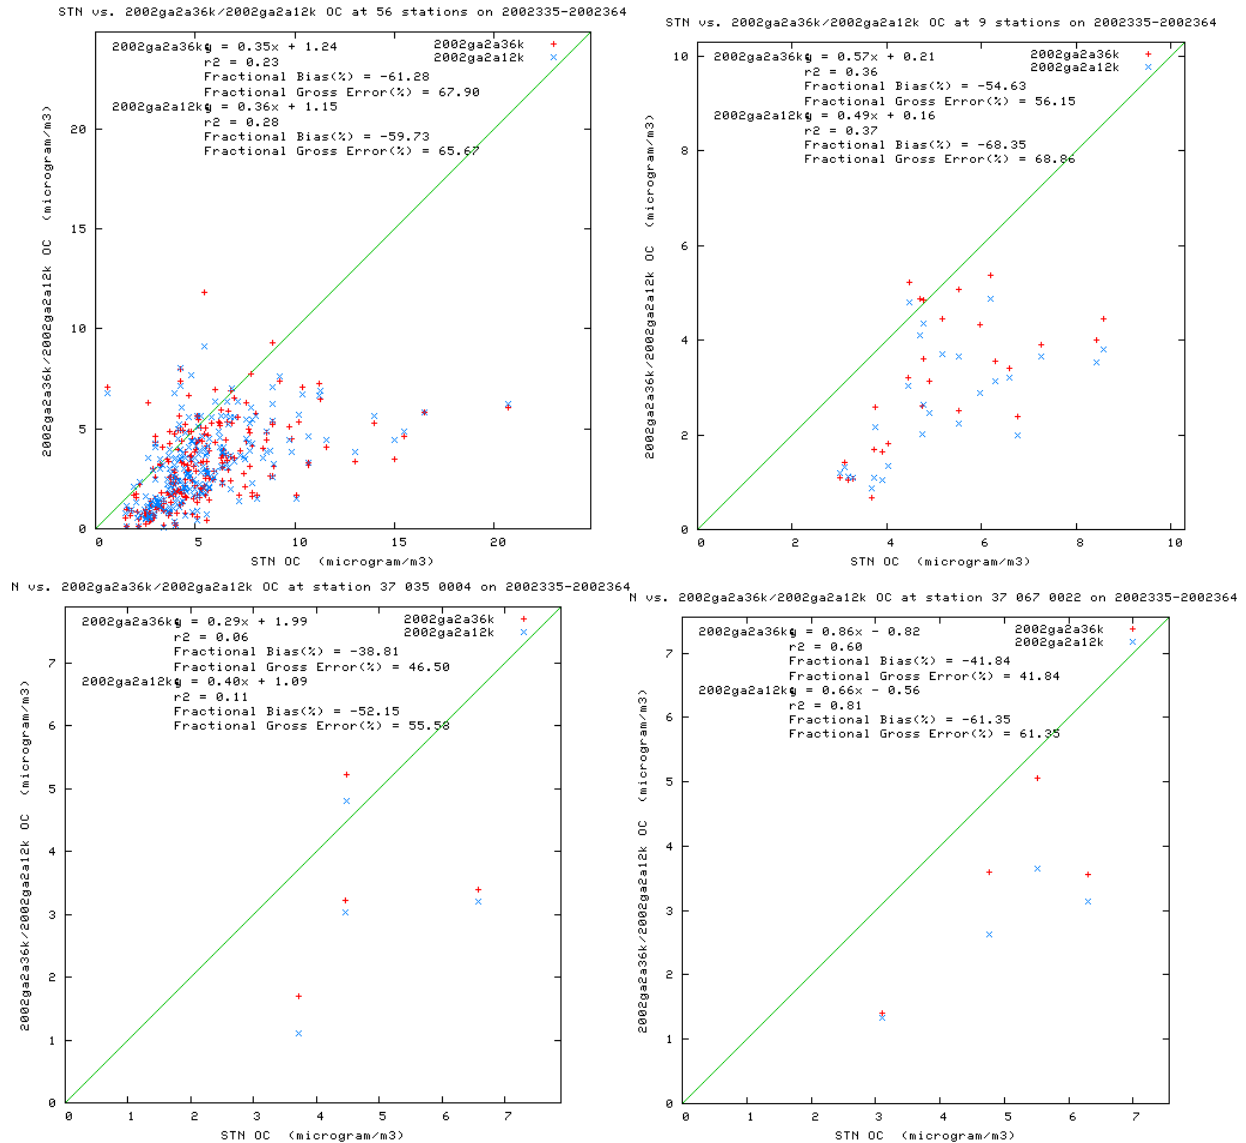 STN vs. 2002ga2a36k/2002ga2a12k OC at 56 stations on 2002335-2002364
2002ga2a36k: y = 0.35x + 1.24
r2 = 0.23
Fractional Bias(%) = -61.28
Fractional Gross Error(%) = 67.90
2002ga2a12k: y = 0.36x + 1.15
r2 = 0.28
Fractional Bias(%) = -59.73
Fractional Gross Error(%) = 65.67
2002ga2a36k
2002ga2a12k
2002ga2a36k/2002ga2a12k OC (microgram/m3)
20
15
10
5
0
0 5 10 15 20
STN OC (microgram/m3)
STN vs. 2002ga2a36k/2002ga2a12k OC at 9 stations on 2002335-2002364
2002ga2a36k: y = 0.57x + 0.21
r2 = 0.36
Fractional Bias(%) = -54.63
Fractional Gross Error(%) = 56.15
2002ga2a12k: y = 0.49x + 0.16
r2 = 0.37
Fractional Bias(%) = -68.35
Fractional Gross Error(%) = 68.86
2002ga2a36k
2002ga2a12k
2002ga2a36k/2002ga2a12k OC (microgram/m3)
10
8
6
4
2
0
0 2 4 6 8 10
STN OC (microgram/m3)
N vs. 2002ga2a36k/2002ga2a12k OC at station 37 035 0004 on 2002335-2002364
2002ga2a36k: y = 0.29x + 1.99
r2 = 0.06
Fractional Bias(%) = -38.81
Fractional Gross Error(%) = 46.50
2002ga2a12k: y = 0.40x + 1.09
r2 = 0.11
Fractional Bias(%) = -52.15
Fractional Gross Error(%) = 55.58
2002ga2a36k
2002ga2a12k
2002ga2a36k/2002ga2a12k OC (microgram/m3)
7
6
5
4
3
2
1
0
0 1 2 3 4 5 6 7
STN OC (microgram/m3)
N vs. 2002ga2a36k/2002ga2a12k OC at station 37 067 0022 on 2002335-2002364
2002ga2a36k: y = 0.86x - 0.82
r2 = 0.60
Fractional Bias(%) = -41.84
Fractional Gross Error(%) = 41.84
2002ga2a12k: y = 0.66x - 0.56
r2 = 0.81
Fractional Bias(%) = -61.35
Fractional Gross Error(%) = 61.35
2002ga2a36k
2002ga2a12k
2002ga2a36k/2002ga2a12k OC (microgram/m3)
7
6
5
4
3
2
1
0
0 1 2 3 4 5 6 7
STN OC (microgram/m3)